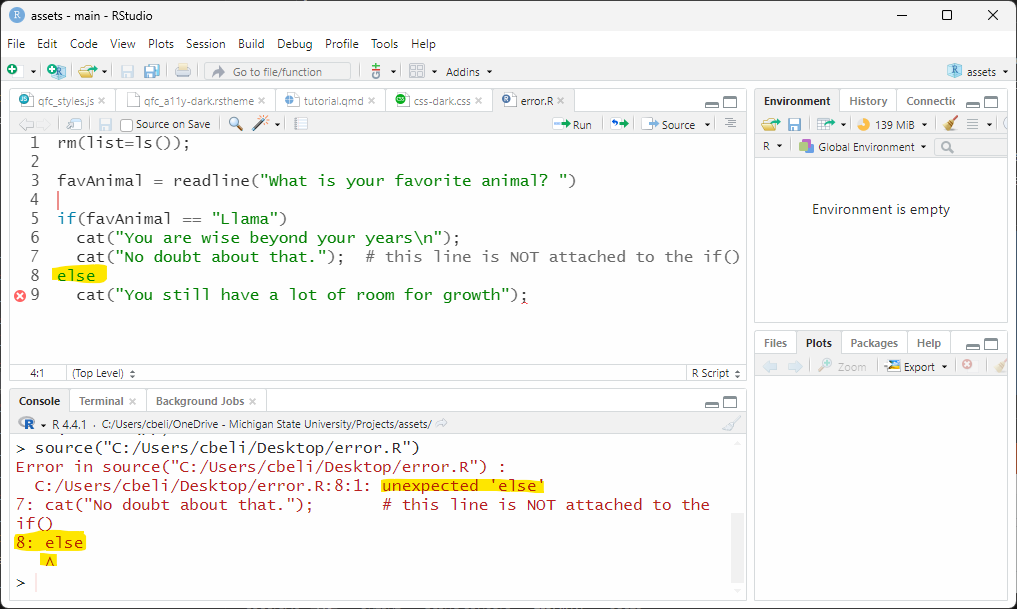 assets - main - RStudio
File Edit Code View Plots Session Build Debug Profile Tools Help
Go to file/function Addins assets
qfc_styles.js qfc_a11y-dark.rstheme tutorial.qmd css-dark.css error.R
Source on Save Run Source
1 rm(list=ls());
2
3 favAnimal = readline("What is your favorite animal? ")
4
5 if(favAnimal == "Llama")
6 cat("You are wise beyond your years\n");
7 cat("No doubt about that."); # this line is NOT attached to the if()
8 else
9 cat("You still have a lot of room for growth");
4:1 (Top Level) R Script
Console Terminal Background Jobs
R 4.4.1 · C:/Users/cbeli/OneDrive - Michigan State University/Projects/assets/
> source("C:/Users/cbeli/Desktop/error.R")
Error in source("C:/Users/cbeli/Desktop/error.R") :
C:/Users/cbeli/Desktop/error.R:8:1: unexpected 'else'
7: cat("No doubt about that."); # this line is NOT attached to the
if()
8: else
^
>
Environment History Connectic
139 MiB
R Global Environment
Environment is empty
Files Plots Packages Help
Zoom Export